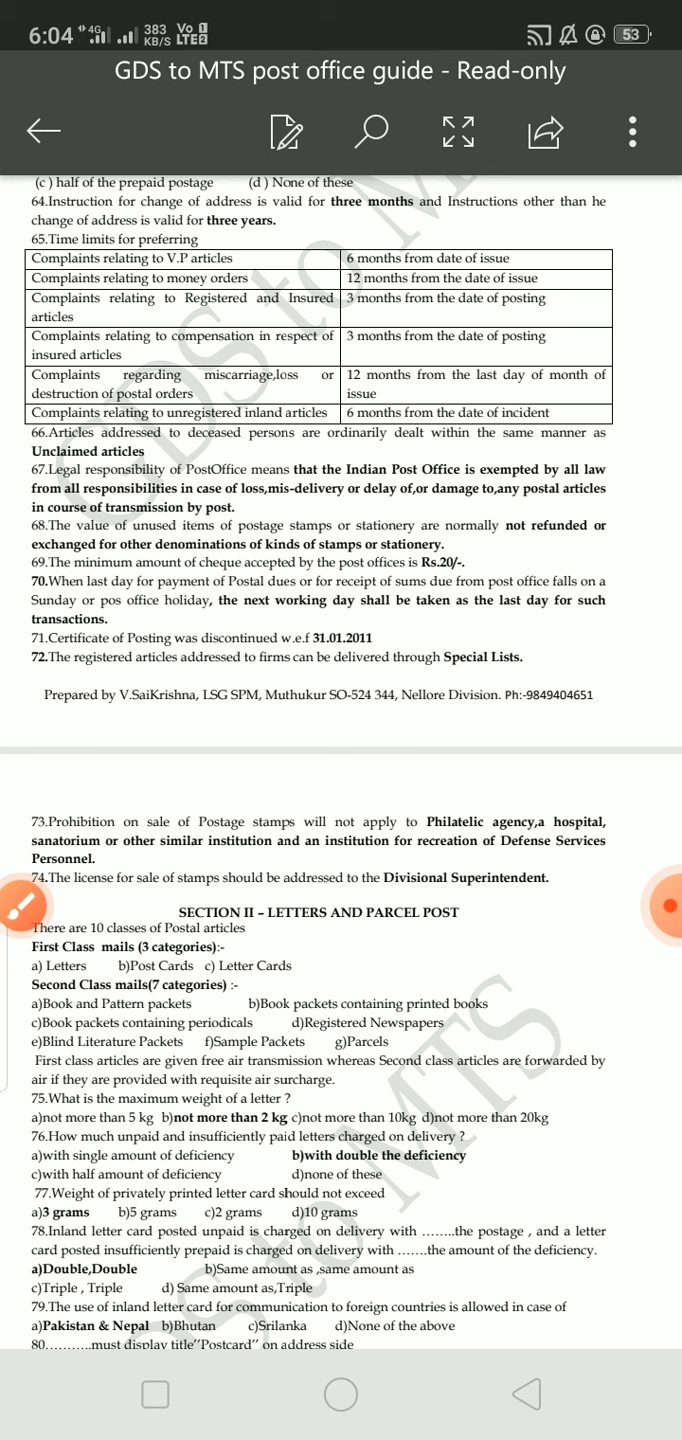 6:04 4G 383 KB/S Vo 1 LTE 2 53
GDS to MTS post office guide - Read-only
(c ) half of the prepaid postage (d ) None of these
64.Instruction for change of address is valid for three months and Instructions other than he
change of address is valid for three years.
65.Time limits for preferring
Complaints relating to V.P articles 6 months from date of issue
Complaints relating to money orders 12 months from the date of issue
Complaints relating to Registered and Insured 3 months from the date of posting
articles
Complaints relating to compensation in respect of 3 months from the date of posting
insured articles
Complaints regarding miscarriage,loss or 12 months from the last day of month of
destruction of postal orders issue
Complaints relating to unregistered inland articles 6 months from the date of incident
66.Articles addressed to deceased persons are ordinarily dealt within the same manner as
Unclaimed articles
67.Legal responsibility of PostOffice means that the Indian Post Office is exempted by all law
from all responsibilities in case of loss,mis-delivery or delay of,or damage to,any postal articles
in course of transmission by post.
68.The value of unused items of postage stamps or stationery are normally not refunded or
exchanged for other denominations of kinds of stamps or stationery.
69.The minimum amount of cheque accepted by the post offices is Rs.20/-.
70.When last day for payment of Postal dues or for receipt of sums due from post office falls on a
Sunday or pos office holiday, the next working day shall be taken as the last day for such
transactions.
71.Certificate of Posting was discontinued w.e.f 31.01.2011
72.The registered articles addressed to firms can be delivered through Special Lists.
Prepared by V.SaiKrishna, LSG SPM, Muthukur SO-524 344, Nellore Division. Ph:-9849404651
GDS to MTS
73.Prohibition on sale of Postage stamps will not apply to Philatelic agency,a hospital,
sanatorium or other similar institution and an institution for recreation of Defense Services
Personnel.
74.The license for sale of stamps should be addressed to the Divisional Superintendent.
SECTION II – LETTERS AND PARCEL POST
There are 10 classes of Postal articles
First Class mails (3 categories):-
a) Letters b)Post Cards c) Letter Cards
Second Class mails(7 categories) :-
a)Book and Pattern packets b)Book packets containing printed books
c)Book packets containing periodicals d)Registered Newspapers
e)Blind Literature Packets f)Sample Packets g)Parcels
First class articles are given free air transmission whereas Second class articles are forwarded by
air if they are provided with requisite air surcharge.
75.What is the maximum weight of a letter ?
a)not more than 5 kg b)not more than 2 kg c)not more than 10kg d)not more than 20kg
76.How much unpaid and insufficiently paid letters charged on delivery ?
a)with single amount of deficiency b)with double the deficiency
c)with half amount of deficiency d)none of these
77.Weight of privately printed letter card should not exceed
a)3 grams b)5 grams c)2 grams d)10 grams
78.Inland letter card posted unpaid is charged on delivery with ........the postage , and a letter
card posted insufficiently prepaid is charged on delivery with .......the amount of the deficiency.
a)Double,Double b)Same amount as ,same amount as
c)Triple , Triple d) Same amount as,Triple
79.The use of inland letter card for communication to foreign countries is allowed in case of
a)Pakistan & Nepal b)Bhutan c)Srilanka d)None of the above
80...........must display title”Postcard” on address side
GDS to MTS